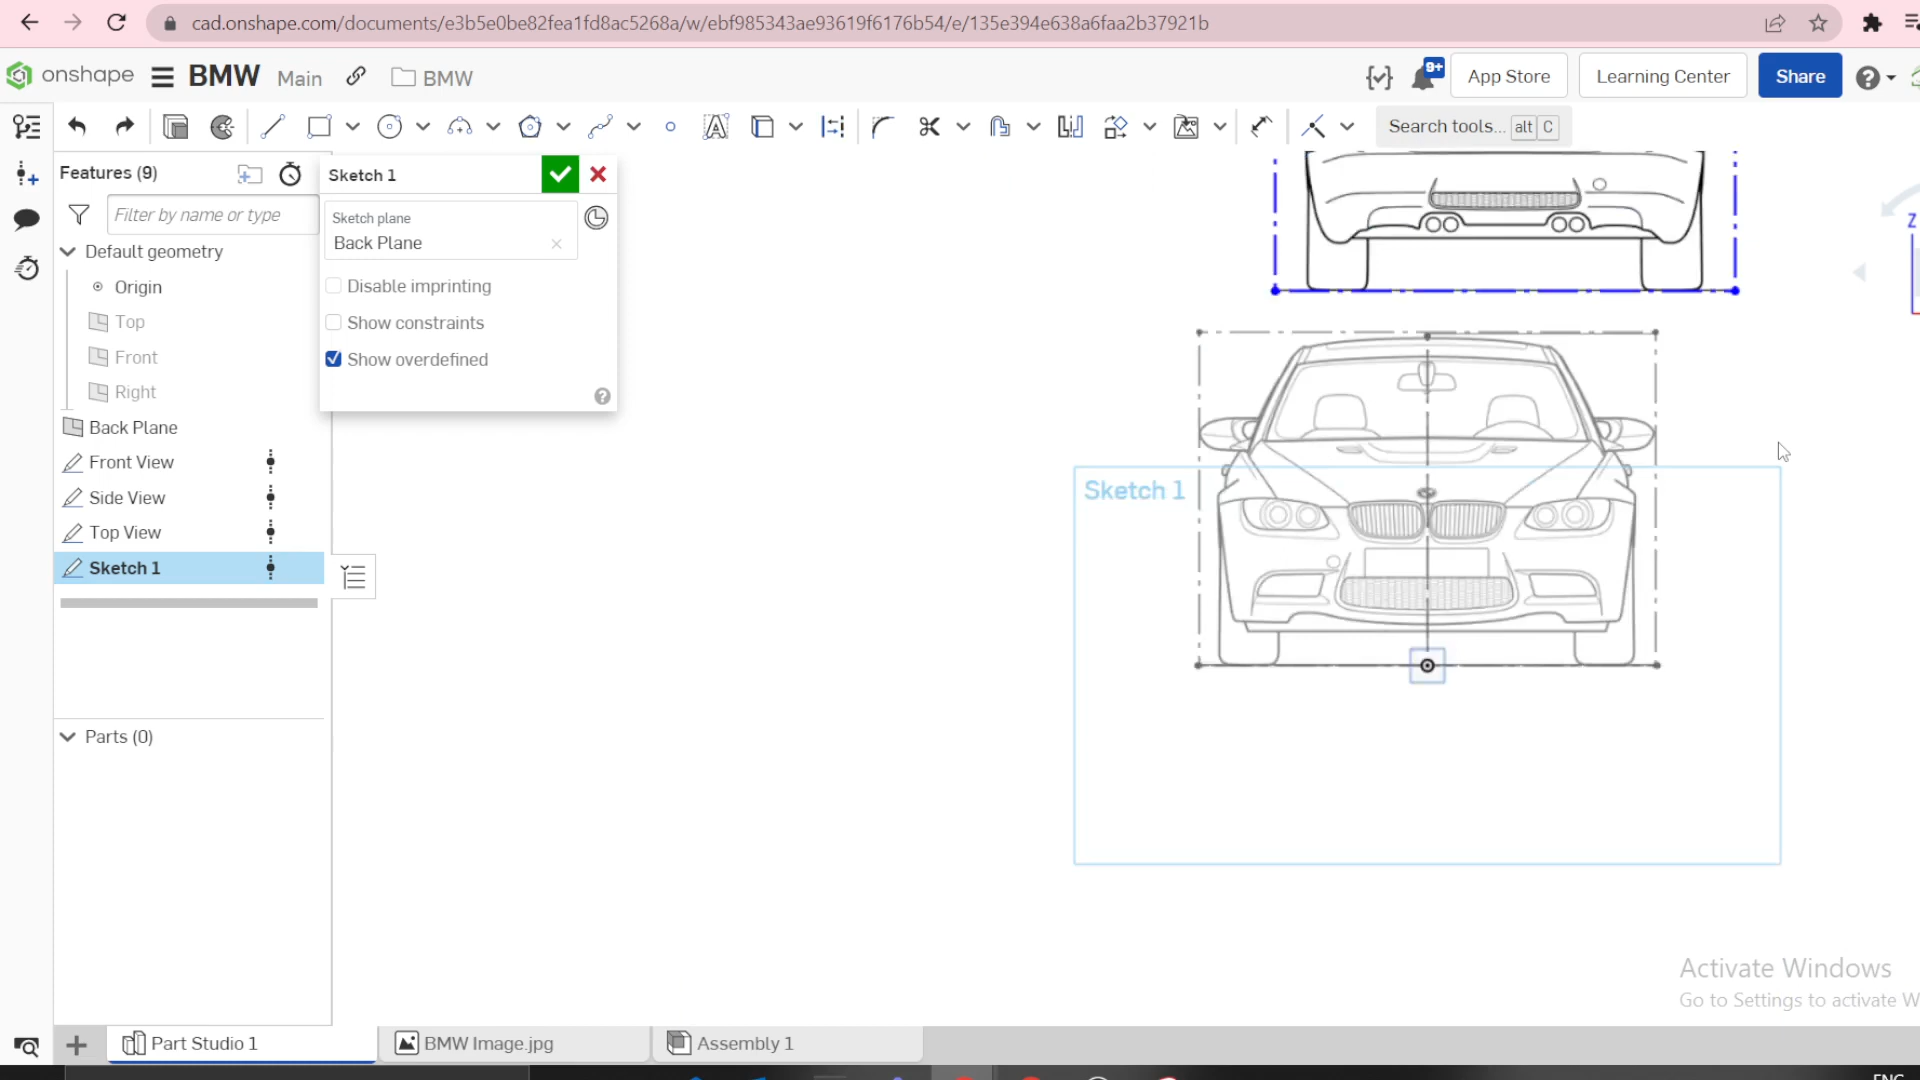 cad.onshape.com/documents/e3b5e0be82fea1fd8ac5268a/w/ebf985343ae93619f6176b54/e/135e394e638a6faa2b37921b
onshape BMW Main BMW 9+ App Store Learning Center Share ?
Search tools... alt C
Features (9)
Filter by name or type
Default geometry
Origin
Top
Front
Right
Back Plane
Front View
Side View
Top View
Sketch 1
Parts (0)
Sketch 1
Sketch plane
Back Plane
Disable imprinting
Show constraints
Show overdefined
?
Z
Sketch 1
Activate Windows
Go to Settings to activate W
Part Studio 1 BMW Image.jpg Assembly 1
ENG